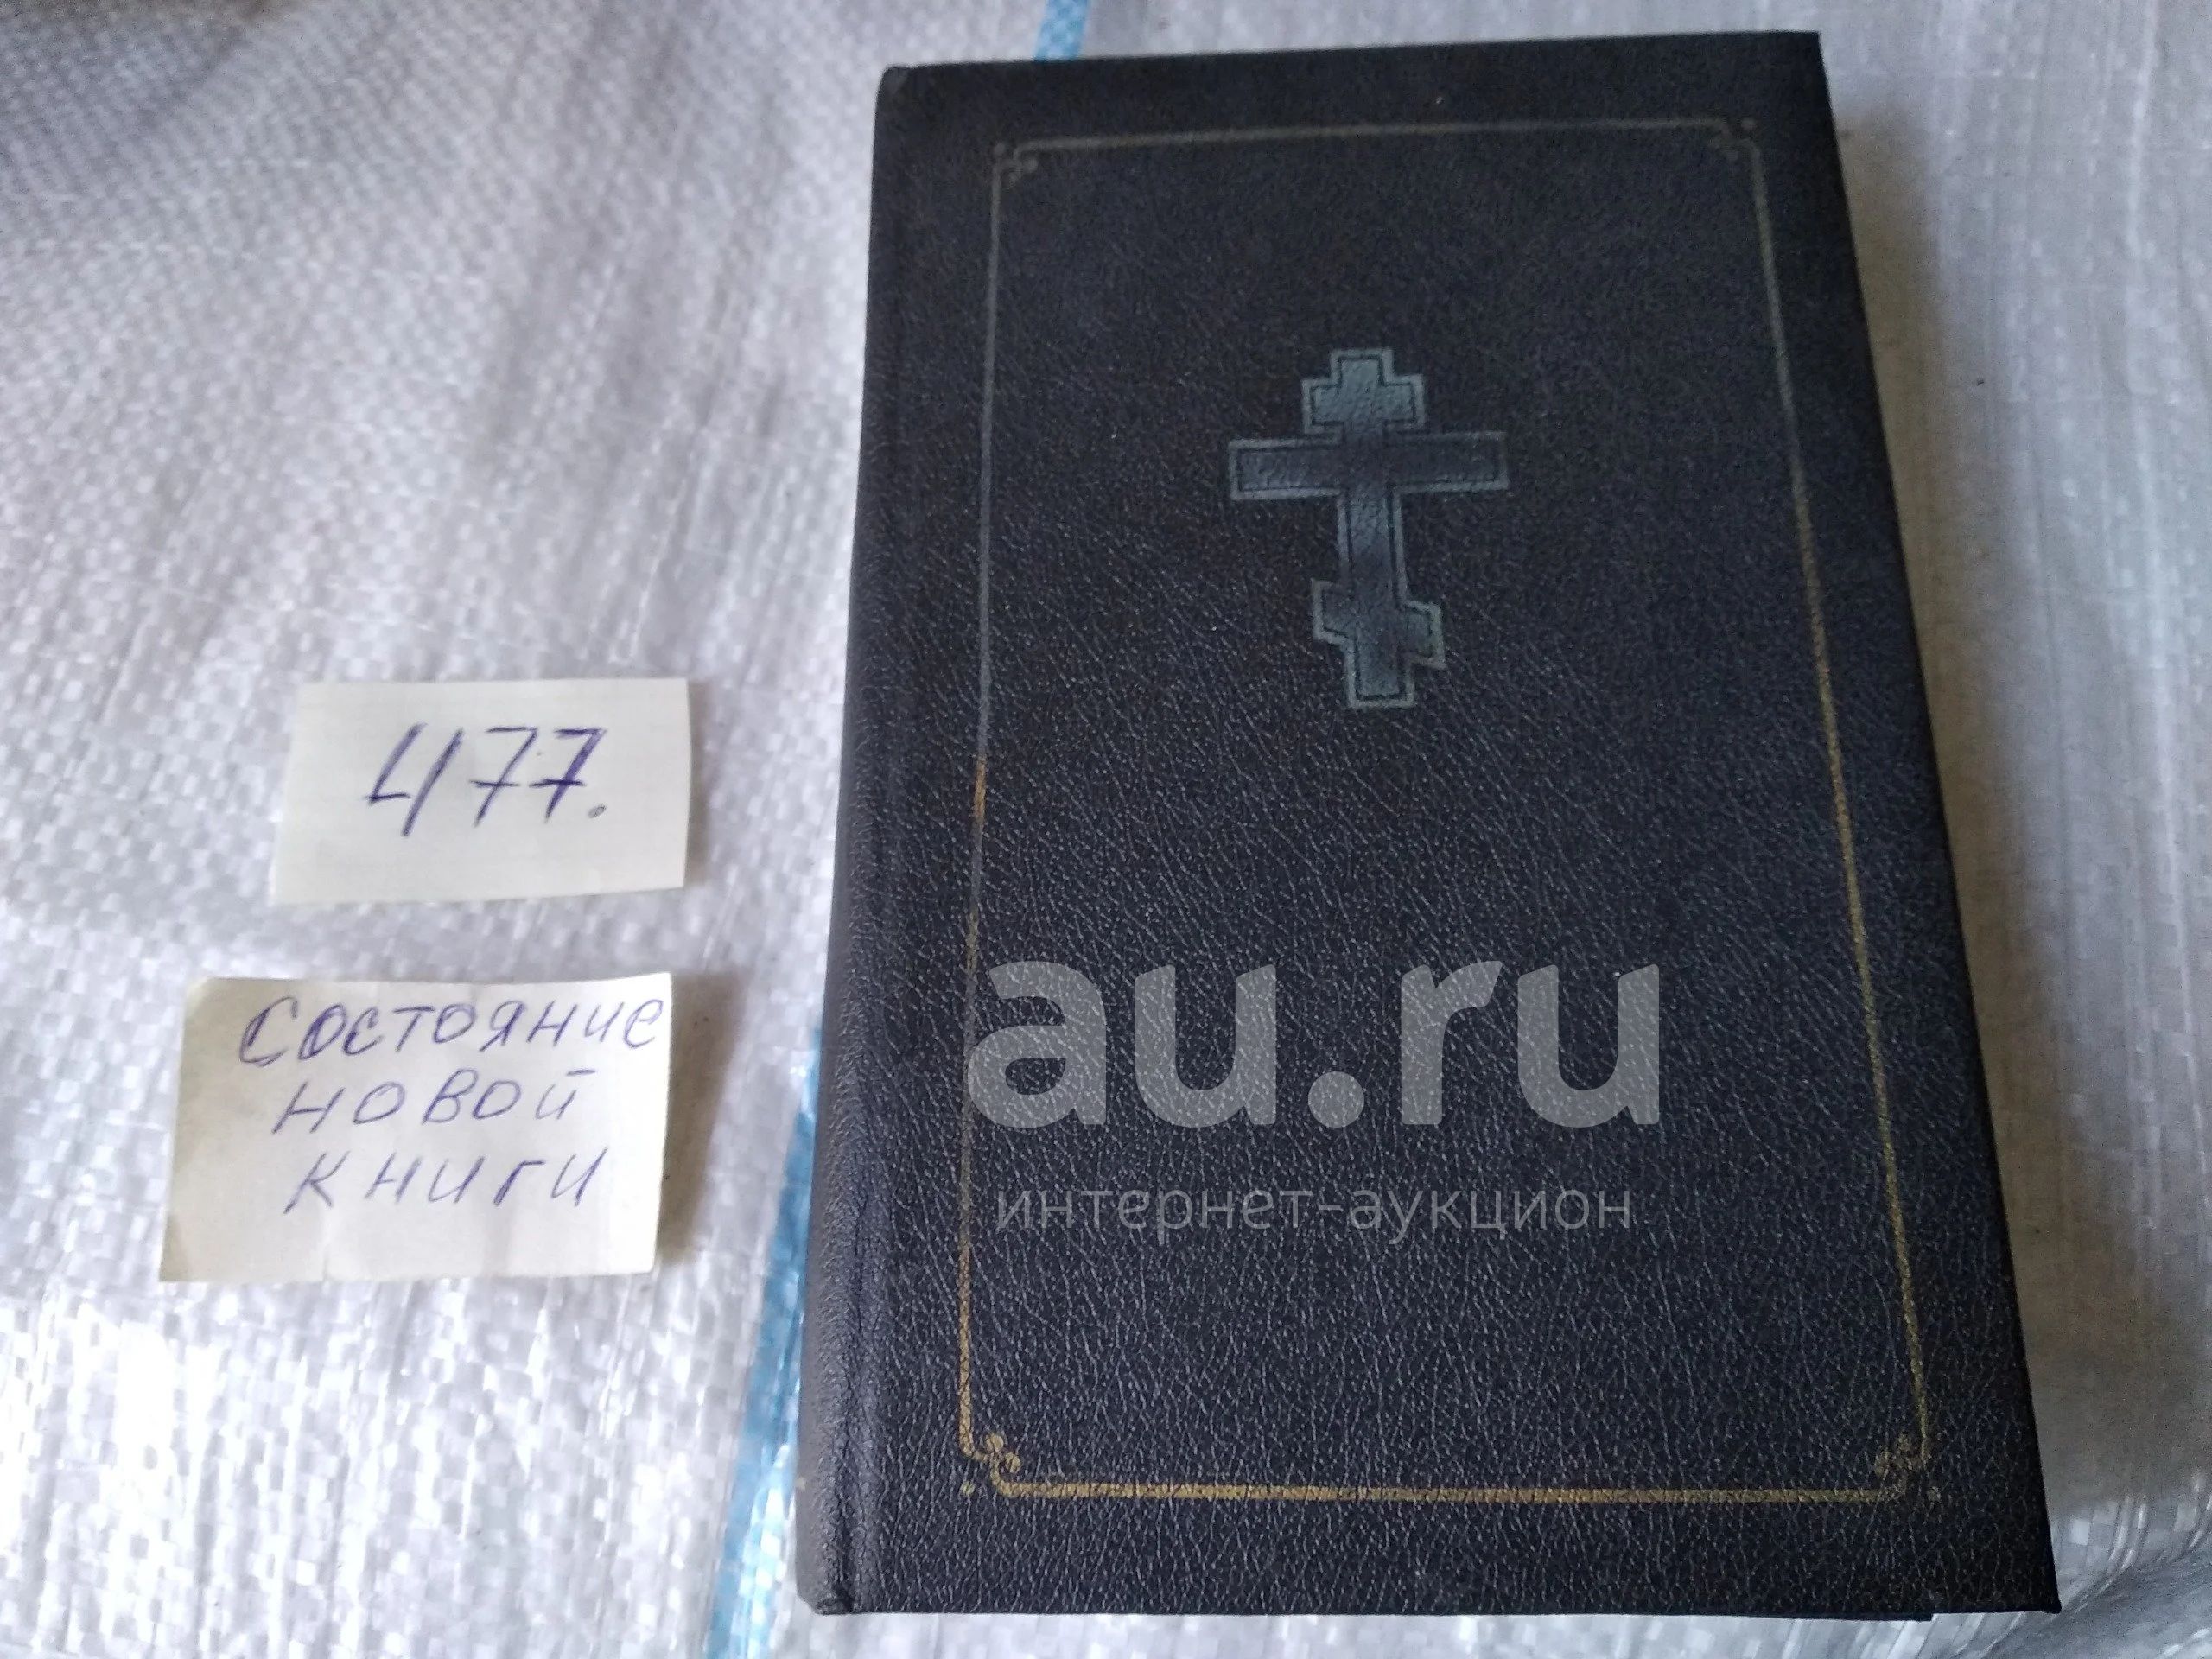 477.
Состояние
новой
книги
au.ru
интернет-аукцион